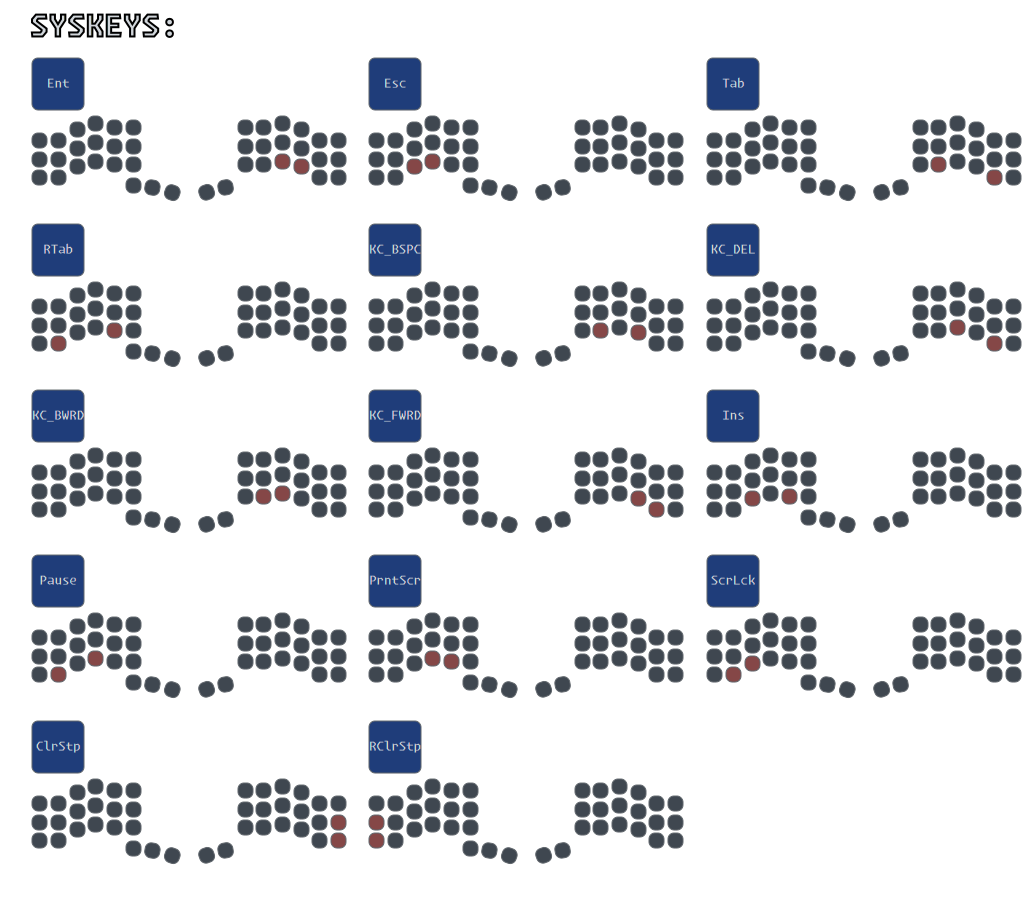 SYSKEYS:
Ent Esc Tab
RTab KC_BSPC KC_DEL
KC_BWRD KC_FWRD Ins
Pause PrntScr ScrLck
ClrStp RClrStp